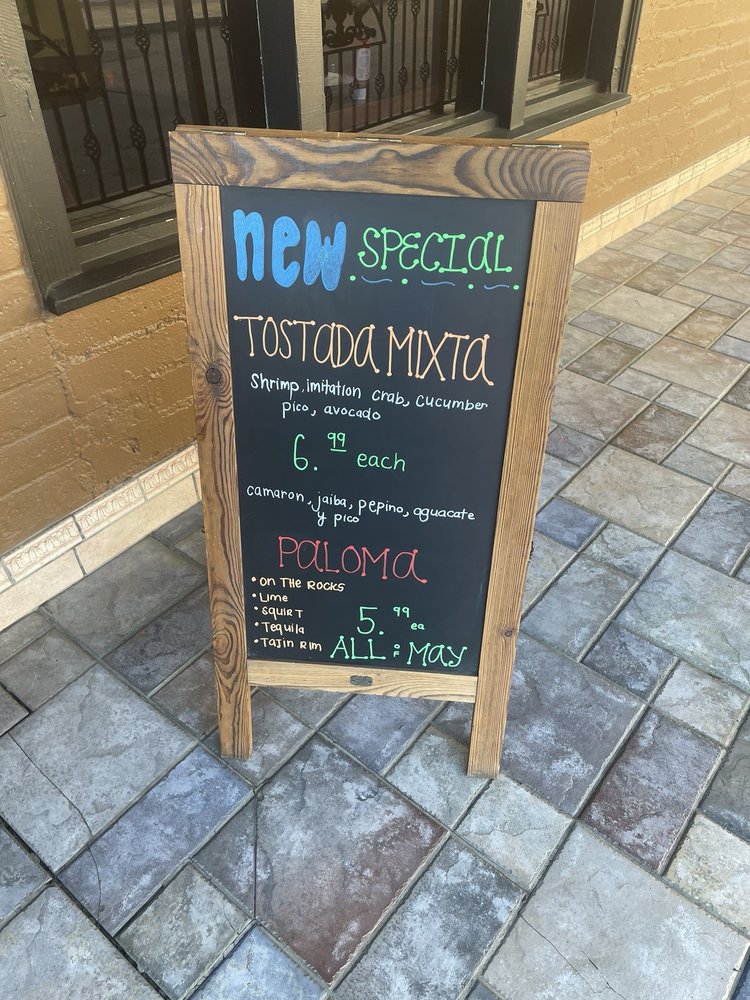 new SPECIAL
TOSTADA MIXTA
Shrimp, imitation crab, cucumber
pico, avocado
6.99 each
camaron, jaiba, pepino, aguacate
y pico
PALOMA
• ON THE ROCKS
• Lime
• SQUIRT
• Tequila
• TAJIN RIM
5.99 ea
ALL OF MAY